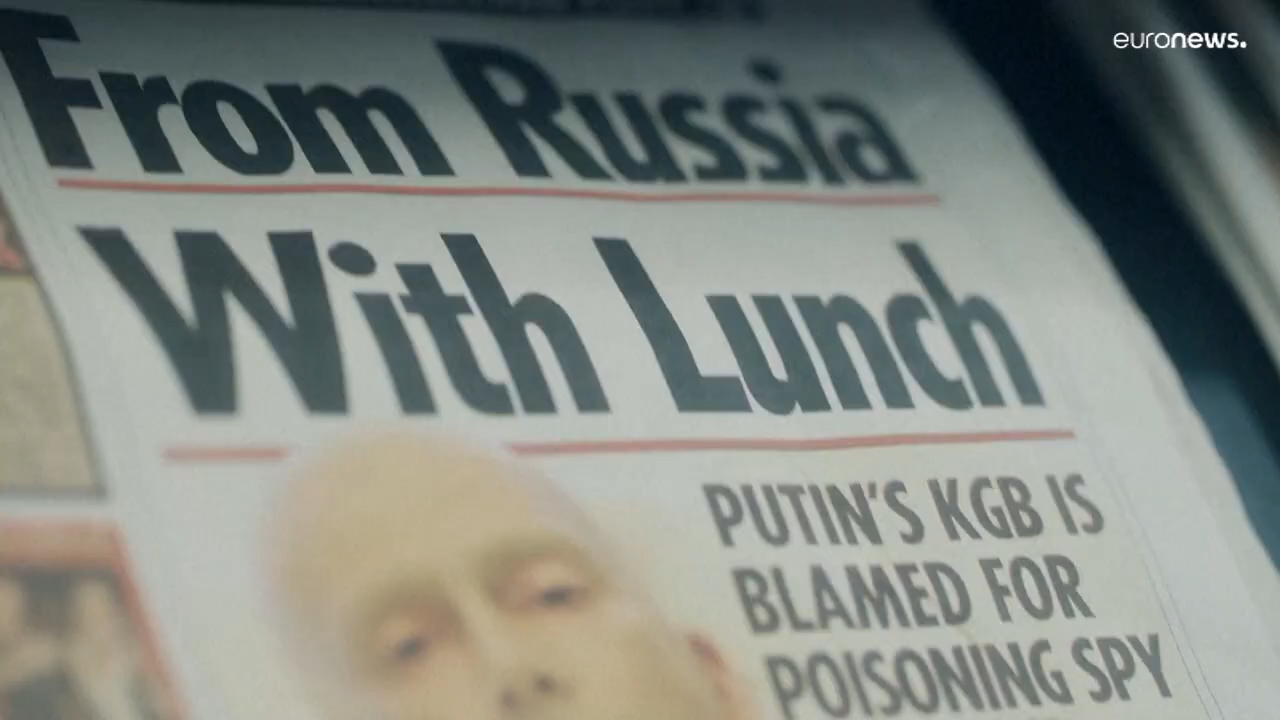 euronews.
From Russia
With Lunch
PUTIN'S KGB IS
BLAMED FOR
POISONING SPY